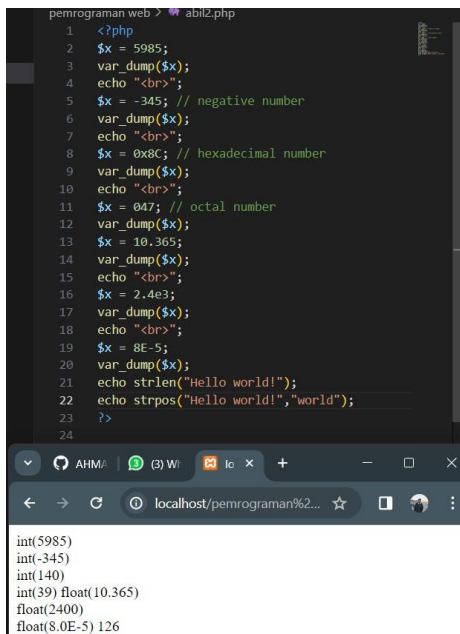 pemrograman web > abil2.php
1 <?php
2 $x = 5985;
3 var_dump($x);
4 echo "<br>";
5 $x = -345; // negative number
6 var_dump($x);
7 echo "<br>";
8 $x = 0x8C; // hexadecimal number
9 var_dump($x);
10 echo "<br>";
11 $x = 047; // octal number
12 var_dump($x);
13 $x = 10.365;
14 var_dump($x);
15 echo "<br>";
16 $x = 2.4e3;
17 var_dump($x);
18 echo "<br>";
19 $x = 8E-5;
20 var_dump($x);
21 echo strlen("Hello world!");
22 echo strpos("Hello world!","world");
23 ?>
24
AHMA (3) W lo
localhost/pemrograman%2...
int(5985)
int(-345)
int(140)
int(39) float(10.365)
float(2400)
float(8.0E-5) 126